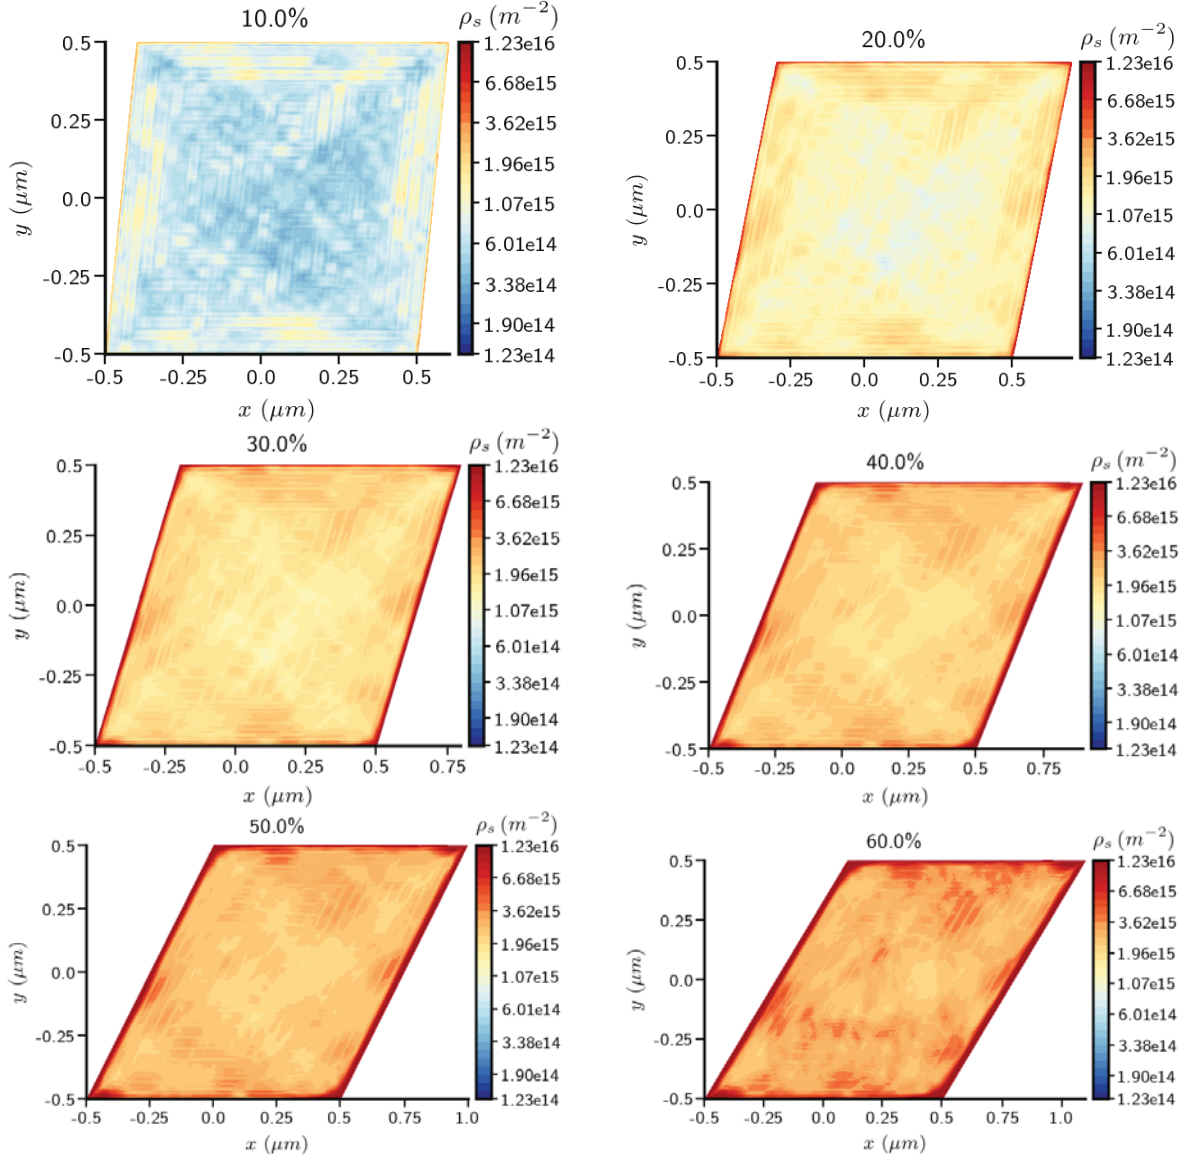 10.0%
ρs (m−2)
0.5
0.25
0.0
-0.25
-0.5
y (μm)
-0.5 -0.25 0.0 0.25 0.5
x (μm)
1.23e16
6.68e15
3.62e15
1.96e15
1.07e15
6.01e14
3.38e14
1.90e14
1.23e14
20.0%
ρs (m−2)
0.5
0.25
0.0
-0.25
-0.5
y (μm)
-0.5 -0.25 0.0 0.25 0.5
x (μm)
1.23e16
6.68e15
3.62e15
1.96e15
1.07e15
6.01e14
3.38e14
1.90e14
1.23e14
30.0%
ρs (m−2)
0.5
0.25
0.0
-0.25
-0.5
y (μm)
-0.5 -0.25 0.0 0.25 0.5 0.75
x (μm)
1.23e16
6.68e15
3.62e15
1.96e15
1.07e15
6.01e14
3.38e14
1.90e14
1.23e14
40.0%
ρs (m−2)
0.5
0.25
0.0
-0.25
-0.5
y (μm)
-0.5 -0.25 0.0 0.25 0.5 0.75
x (μm)
1.23e16
6.68e15
3.62e15
1.96e15
1.07e15
6.01e14
3.38e14
1.90e14
1.23e14
50.0%
ρs (m−2)
0.5
0.25
0.0
-0.25
-0.5
y (μm)
-0.5 -0.25 0.0 0.25 0.5 0.75 1.0
x (μm)
1.23e16
6.68e15
3.62e15
1.96e15
1.07e15
6.01e14
3.38e14
1.90e14
1.23e14
60.0%
ρs (m−2)
0.5
0.25
0.0
-0.25
-0.5
y (μm)
-0.5 -0.25 0.0 0.25 0.5 0.75 1.0
x (μm)
1.23e16
6.68e15
3.62e15
1.96e15
1.07e15
6.01e14
3.38e14
1.90e14
1.23e14